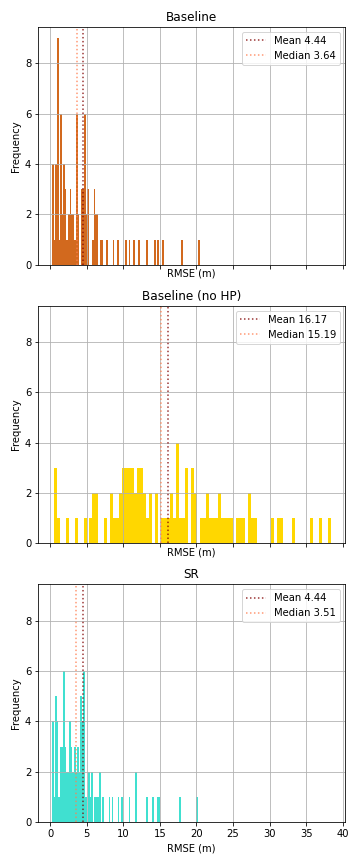 Baseline
Mean 4.44
Median 3.64
8
6
4
2
0
Frequency
RMSE (m)
Baseline (no HP)
Mean 16.17
Median 15.19
8
6
4
2
0
Frequency
RMSE (m)
SR
Mean 4.44
Median 3.51
8
6
4
2
0
Frequency
0 5 10 15 20 25 30 35 40
RMSE (m)